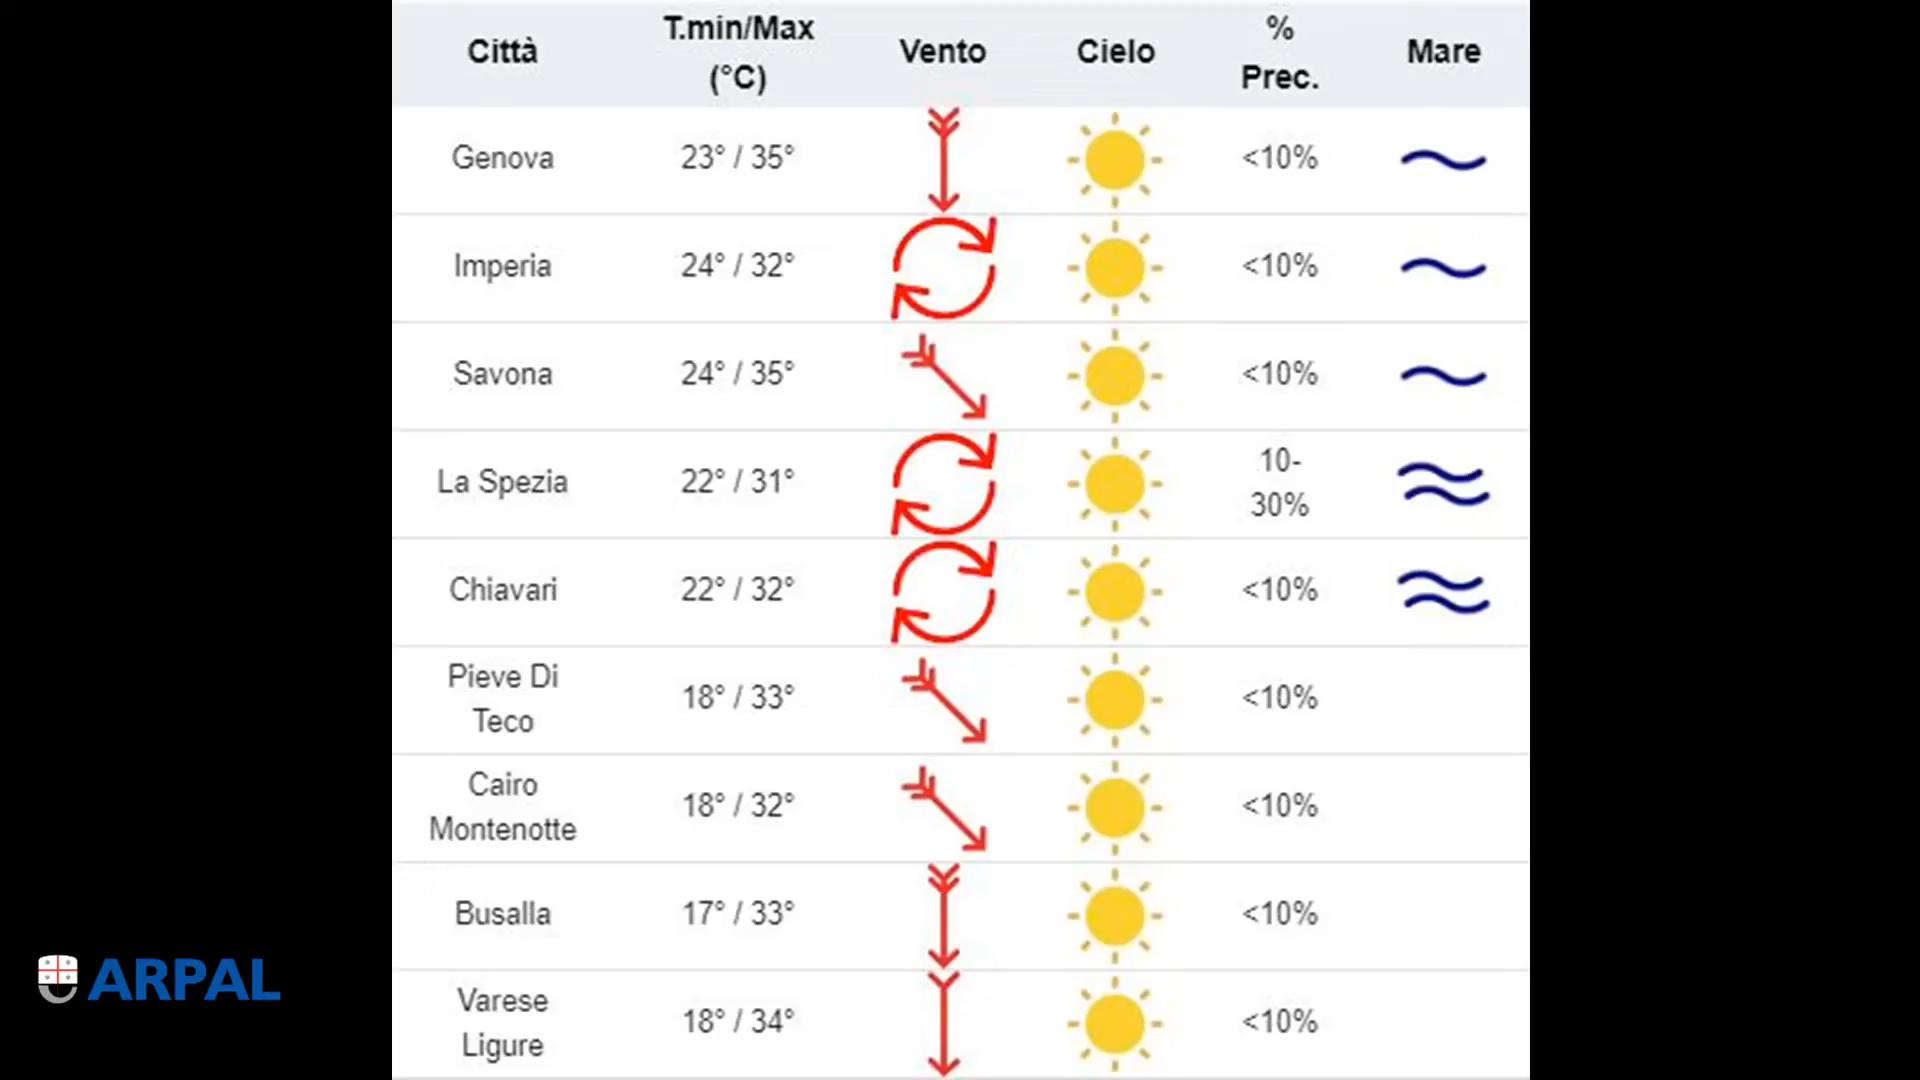 Città T.min/Max (°C) Vento Cielo % Prec. Mare
Genova 23° / 35° <10%
Imperia 24° / 32° <10%
Savona 24° / 35° <10%
La Spezia 22° / 31° 10-30%
Chiavari 22° / 32° <10%
Pieve Di Teco 18° / 33° <10%
Cairo Montenotte 18° / 32° <10%
Busalla 17° / 33° <10%
Varese Ligure 18° / 34° <10%
ARPAL